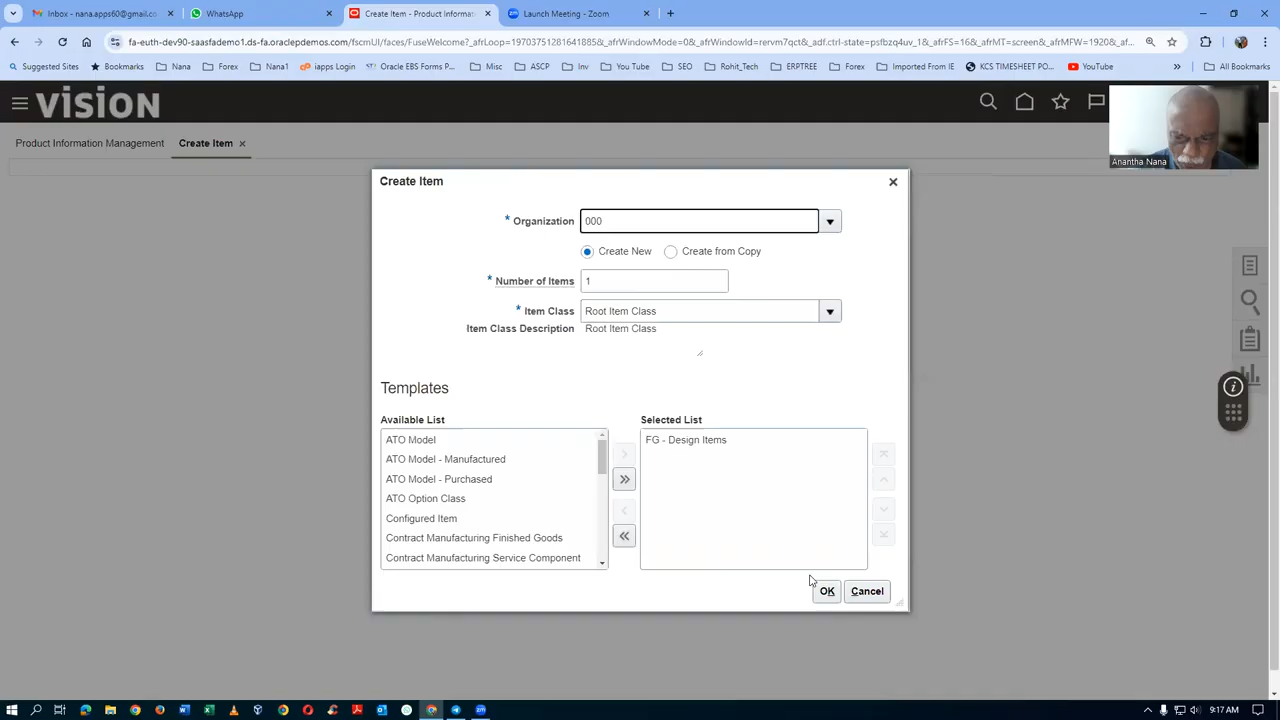 Inbox - nana.apps60@gmail.co
WhatsApp
Create Item - Product Informat
Launch Meeting - Zoom
fa-euth-dev90-saasfademo1.ds-fa.oraclepdemos.com/fscmUI/faces/FuseWelcome?_afrLoop=19703751281641885&_afrWindowMode=0&_afrWindowId=rervm7qct&_adf.ctrl-state=psfbzq4uv_1&_afrFS=16&_afrMT=screen&_afrMFW=1920&_afrM
Suggested Sites
Bookmarks
Nana
Forex
Nana1
iapps Login
Oracle EBS Forms P...
Misc
ASCP
Inv
You Tube
SEO
Rohi_Tech
ERPTREE
Forex
Imported From IE
KCS TIMESHEET PO...
YouTube
All Bookmarks
VISION
Anantha Nana
Product Information Management
Create Item
Create Item
* Organization 000
Create New Create from Copy
* Number of Items 1
* Item Class Root Item Class
Item Class Description Root Item Class
Templates
Available List
ATO Model
ATO Model - Manufactured
ATO Model - Purchased
ATO Option Class
Configured Item
Contract Manufacturing Finished Goods
Contract Manufacturing Service Component
Selected List
FG - Design Items
OK Cancel
9:17 AM